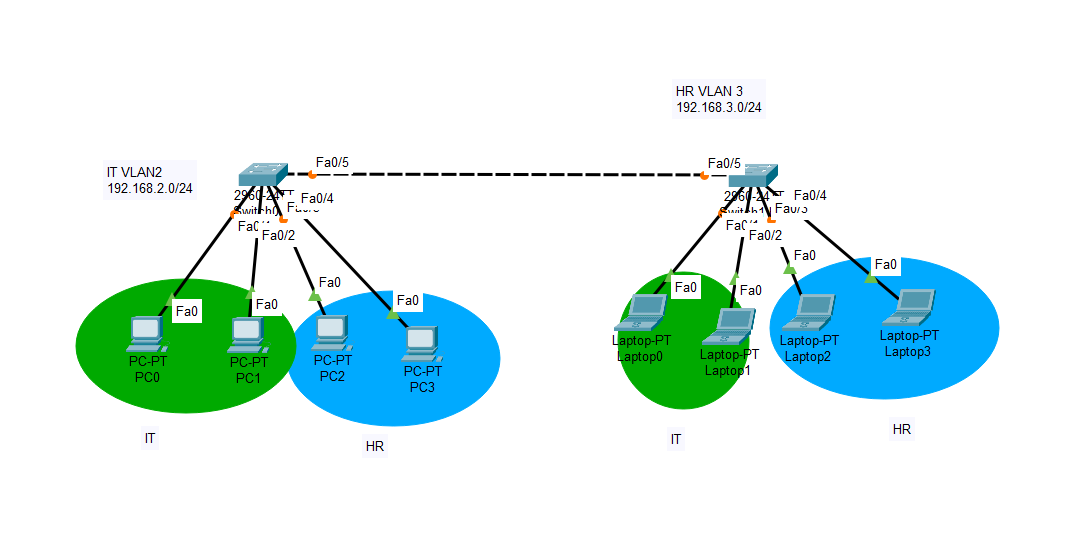 HR VLAN 3
192.168.3.0/24
IT VLAN2
192.168.2.0/24
Fa0/5
Fa0/5
Fa0/4
Fa0/2
Fa0/4
Fa0/2
Fa0
Fa0
Fa0
Fa0
Fa0
Fa0
Fa0
Fa0
PC-PT
PC0
PC-PT
PC1
PC-PT
PC2
PC-PT
PC3
Laptop-PT
Laptop0
Laptop-PT
Laptop1
Laptop-PT
Laptop2
Laptop-PT
Laptop3
IT
HR
IT
HR